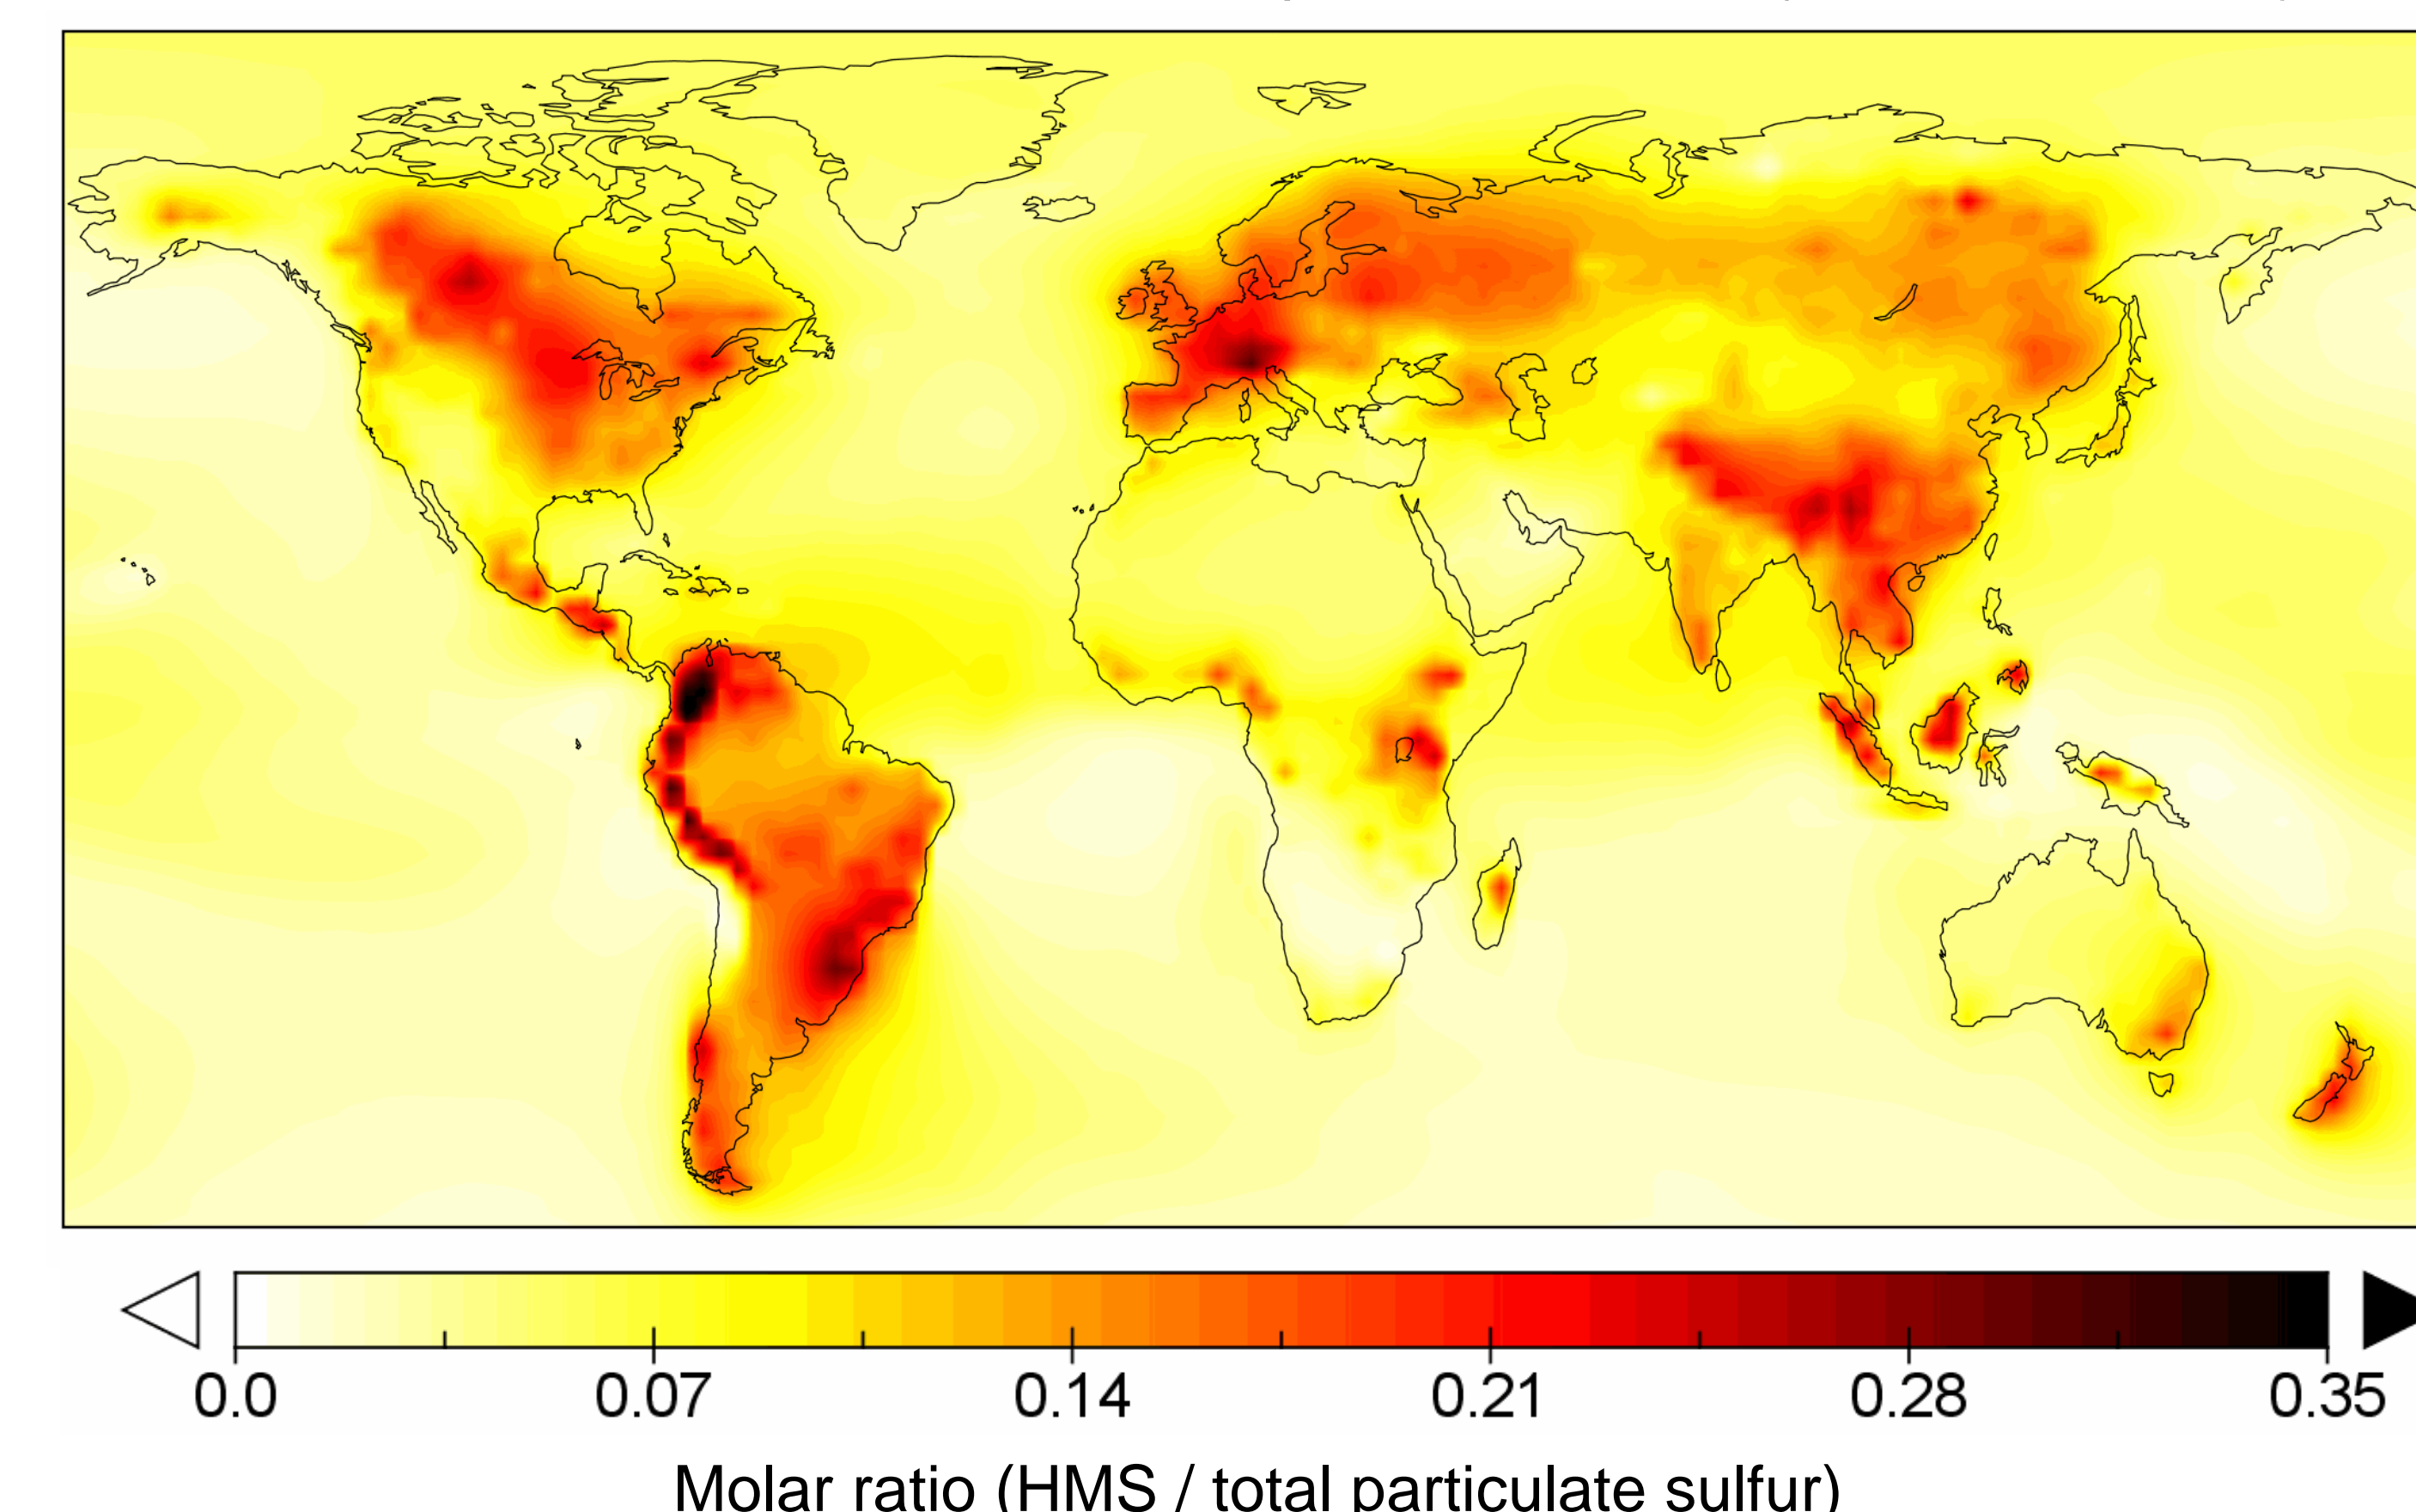 0.0 0.07 0.14 0.21 0.28 0.35
Molar ratio (HMS / total particulate sulfur)